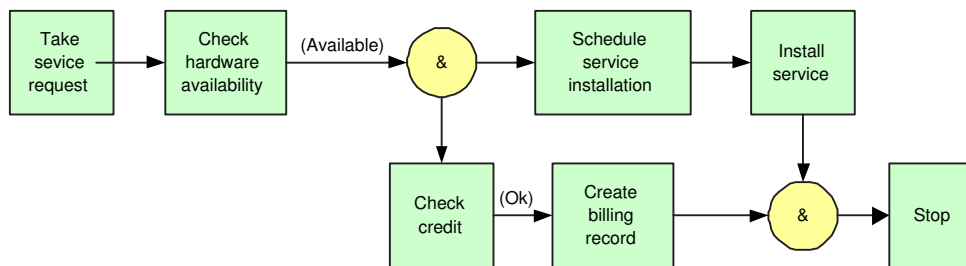 Take
sevice
request
Check
hardware
availability
(Available)
&
Schedule
service
installation
Install
service
Check
credit
(Ok)
Create
billing
record
&
Stop